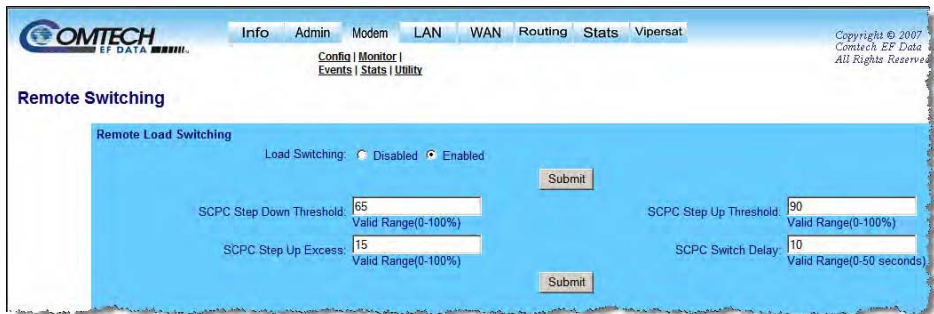 COMTECH
EF DATA
Info Admin Modem LAN WAN Routing Stats Vipersat
Config | Monitor |
Events | Stats | Utility
Copyright © 2007
Comtech EF Data
All Rights Reserve
Remote Switching
Remote Load Switching
Load Switching: Disabled Enabled
Submit
SCPC Step Down Threshold: 65
Valid Range(0-100%)
SCPC Step Up Threshold: 90
Valid Range(0-100%)
SCPC Step Up Excess: 15
Valid Range(0-100%)
SCPC Switch Delay: 10
Valid Range(0-50 seconds)
Submit